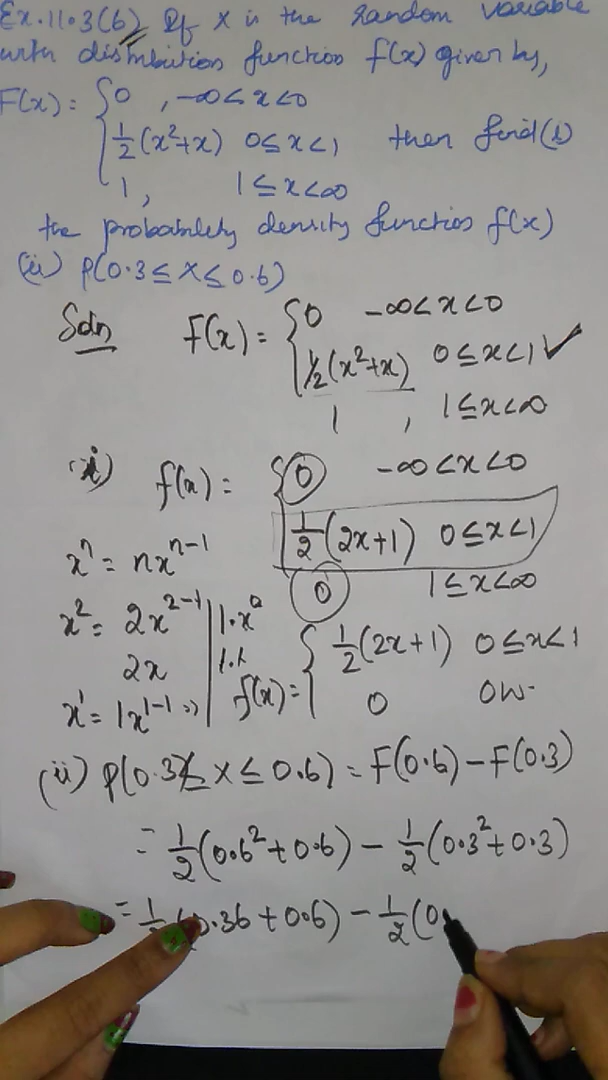 Ex.11.3(6) If X is the random variable
with distribution function f(x) given by,
F(x) = { 0 , -∞ < x < 0
1/2 (x²+x) 0 ≤ x < 1 then find (i)
1 , 1 ≤ x < ∞
the probability density function f(x)
(ii) P(0.3 ≤ X ≤ 0.6)
Soln F(x) = { 0 -∞ < x < 0
1/2 (x²+x) 0 ≤ x < 1 ✓
1 , 1 ≤ x < ∞
(i) f(x) = { 0 -∞ < x < 0
1/2 (2x+1) 0 ≤ x < 1
0 1 ≤ x < ∞
xⁿ = nxⁿ⁻¹
x² = 2x²⁻¹ | 1.x⁰
2x | 1.1
x¹ = 1x¹⁻¹ ⇒
f(x) = { 1/2 (2x+1) 0 ≤ x < 1
0 OW.
(ii) P(0.3 ≤ X ≤ 0.6) = F(0.6) - F(0.3)
= 1/2 (0.6² + 0.6) - 1/2 (0.3² + 0.3)
= 1/2 (0.36 + 0.6) - 1/2 (0.